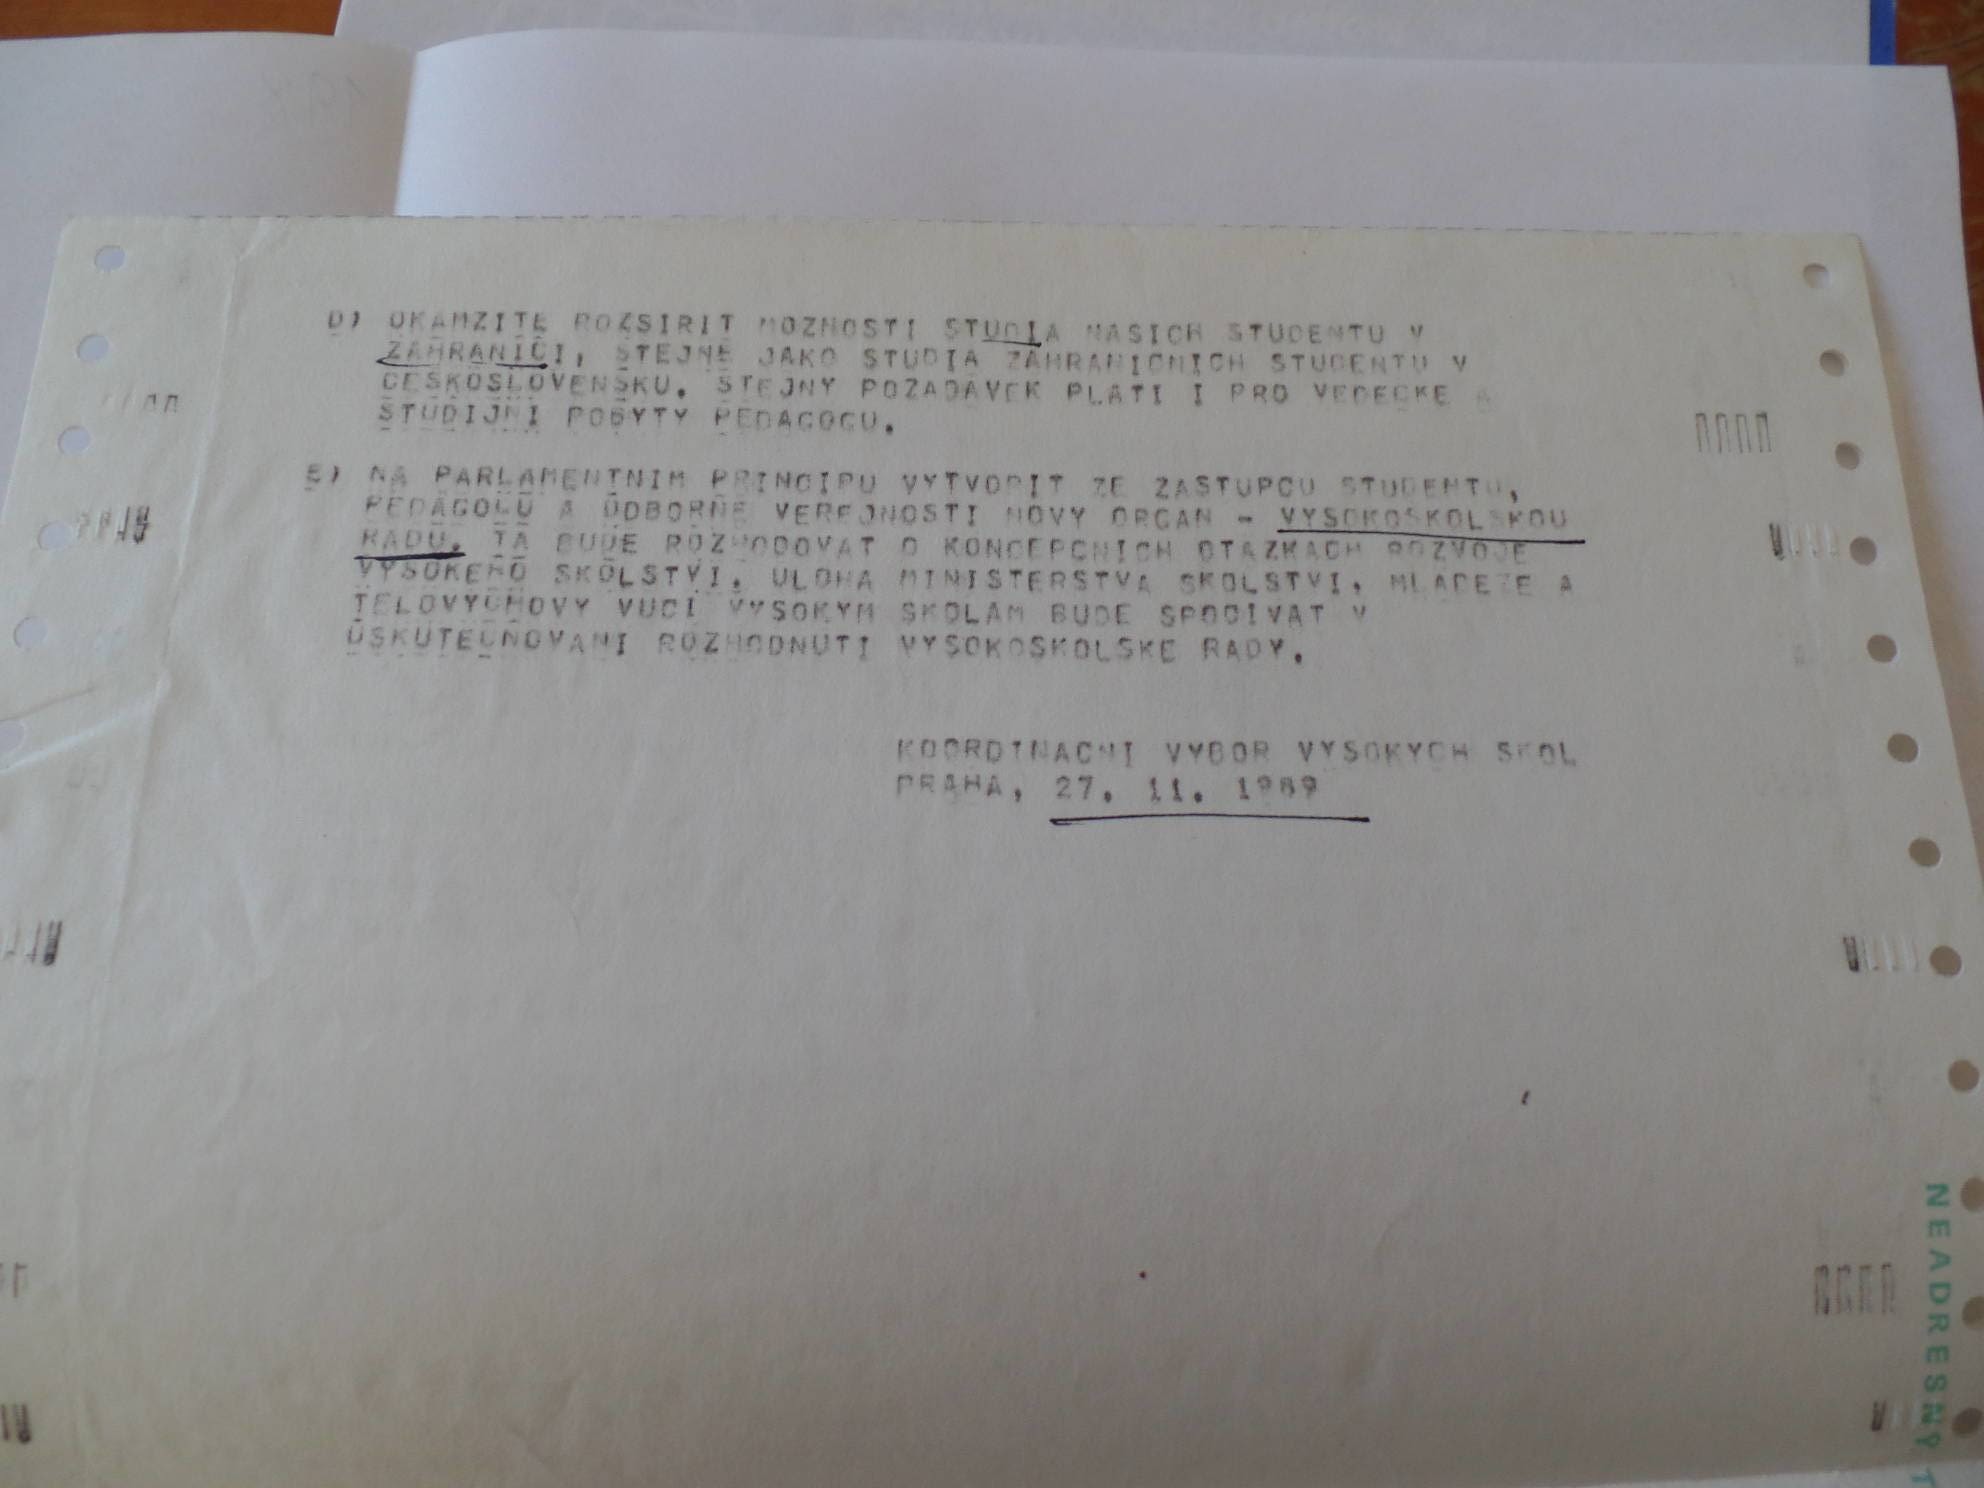 D) OKAMZITE ROZSIRIT MOZNOSTI STUDIA NASICH STUDENTU V
ZAHRANICI, STEJNE JAKO STUDIA ZAHRANICNICH STUDENTU V
CESKOSLOVENSKU. STEJNY POZADAVEK PLATI I PRO VEDECKE A
STUDIJNI POBYTY PEDAGOGU.
E) NA PARLAMENTNIM PRINCIPU VYTVORIT ZE ZASTUPCU STUDENTU,
PEDAGOGU A ODBORNE VEREJNOSTI NOVY ORGAN - VYSOKOSKOLSKOU
RADU. TA BUDE ROZHODOVAT O KONCEPCNICH OTAZKACH ROZVOJE
VYSOKEHO SKOLSTVI. ULOHA MINISTERSTVA SKOLSTVI, MLADEZE A
TELOVYCHOVY VUCI VYSOKYM SKOLAM BUDE SPOCIVAT V
USKUTECNOVANI ROZHODNUTI VYSOKOSKOLSKE RADY.
KOORDINACNI VYBOR VYSOKYCH SKOL
PRAHA, 27. 11. 1989
NEADRESNÝ T